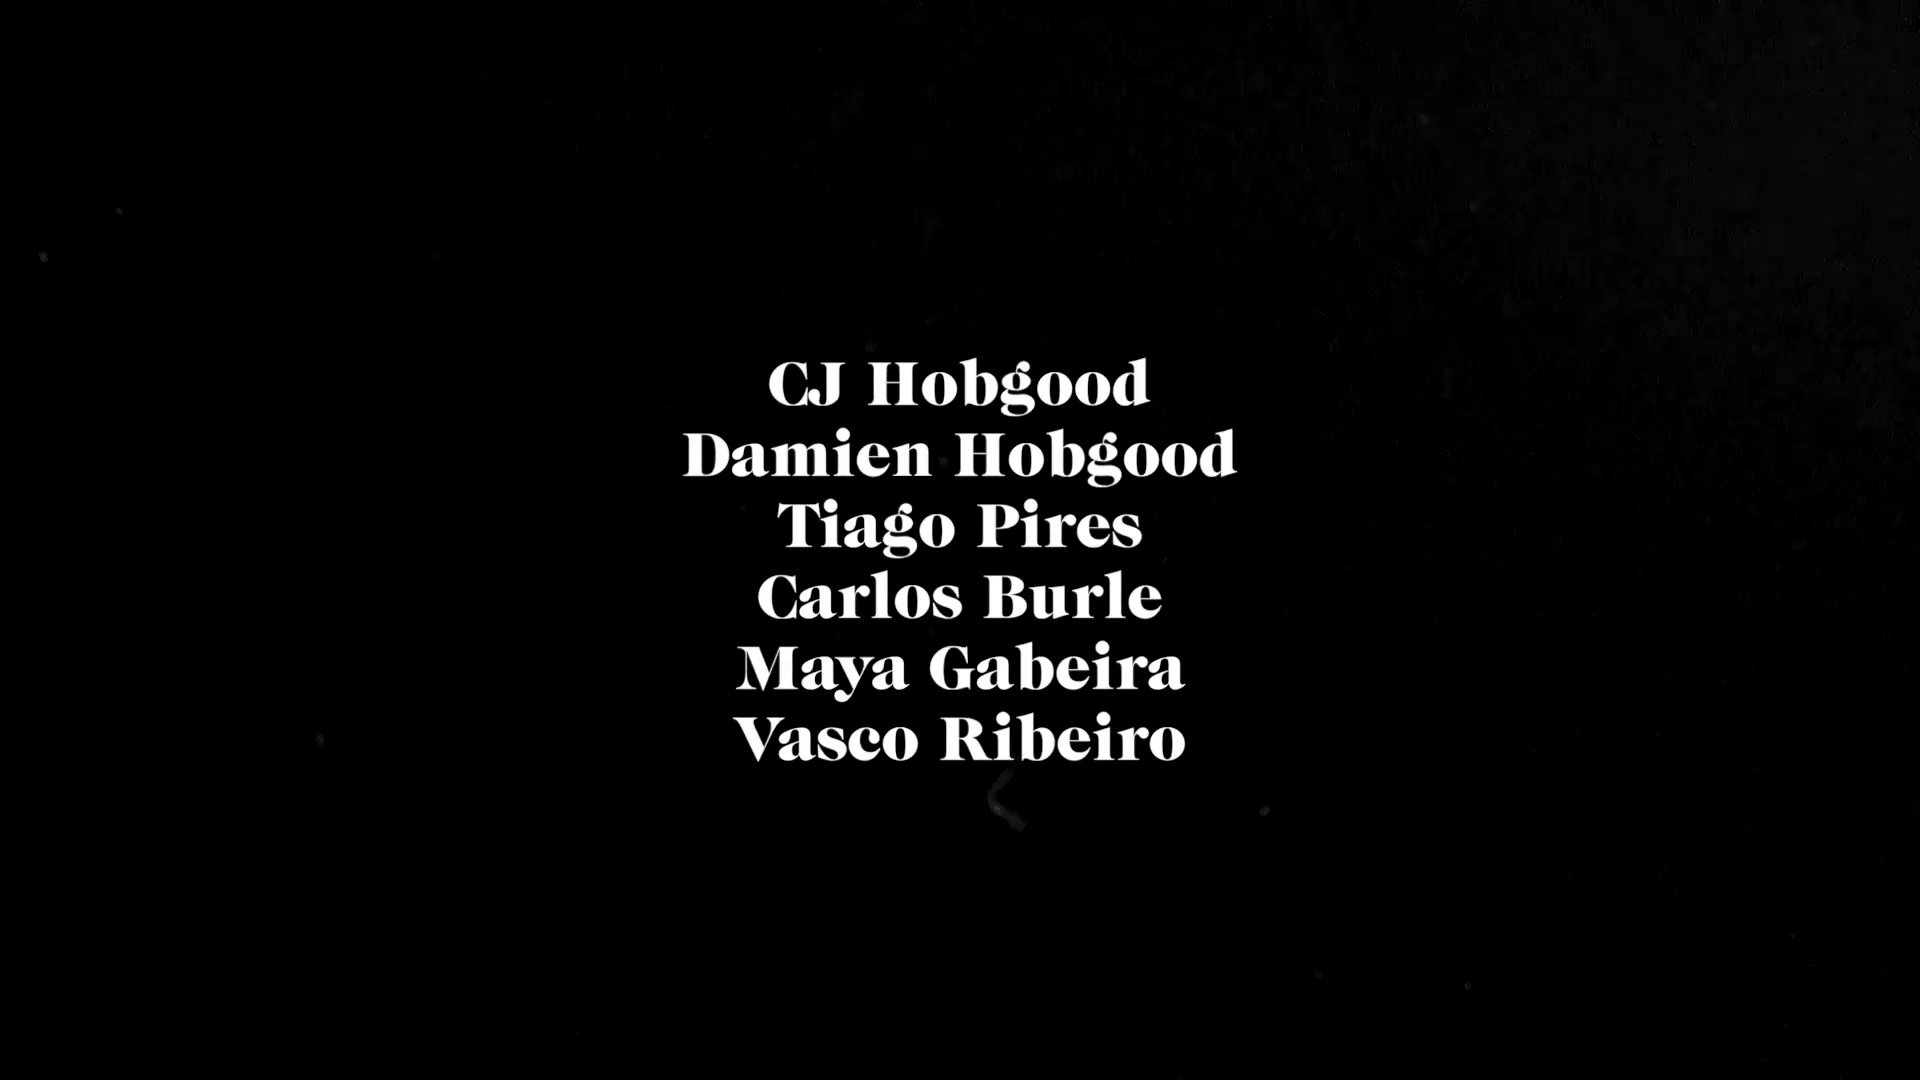 CJ Hobgood
Damien Hobgood
Tiago Pires
Carlos Burle
Maya Gabeira
Vasco Ribeiro